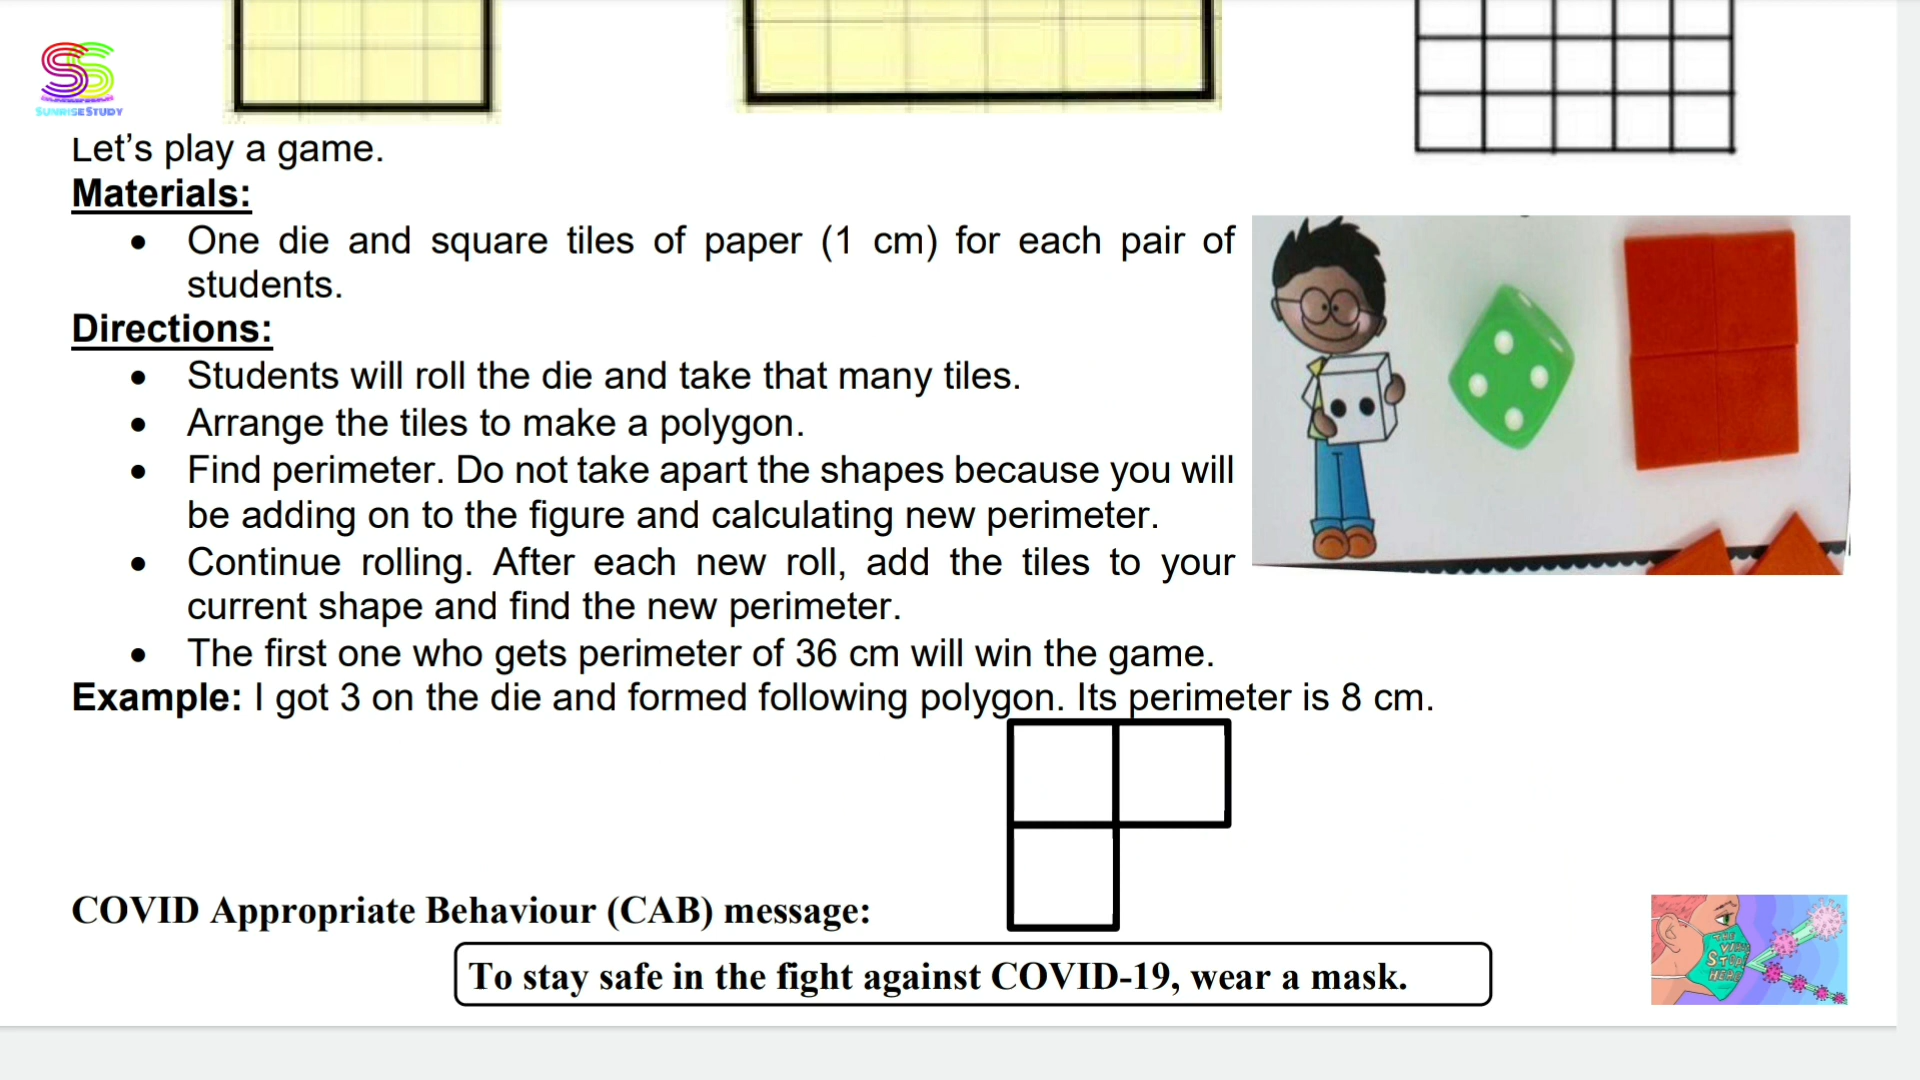 SUNRISE STUDY
Let’s play a game.
Materials:
• One die and square tiles of paper (1 cm) for each pair of
students.
Directions:
• Students will roll the die and take that many tiles.
• Arrange the tiles to make a polygon.
• Find perimeter. Do not take apart the shapes because you will
be adding on to the figure and calculating new perimeter.
• Continue rolling. After each new roll, add the tiles to your
current shape and find the new perimeter.
• The first one who gets perimeter of 36 cm will win the game.
Example: I got 3 on the die and formed following polygon. Its perimeter is 8 cm.
COVID Appropriate Behaviour (CAB) message:
To stay safe in the fight against COVID-19, wear a mask.
THE
VIRUS
STOPS
HERE